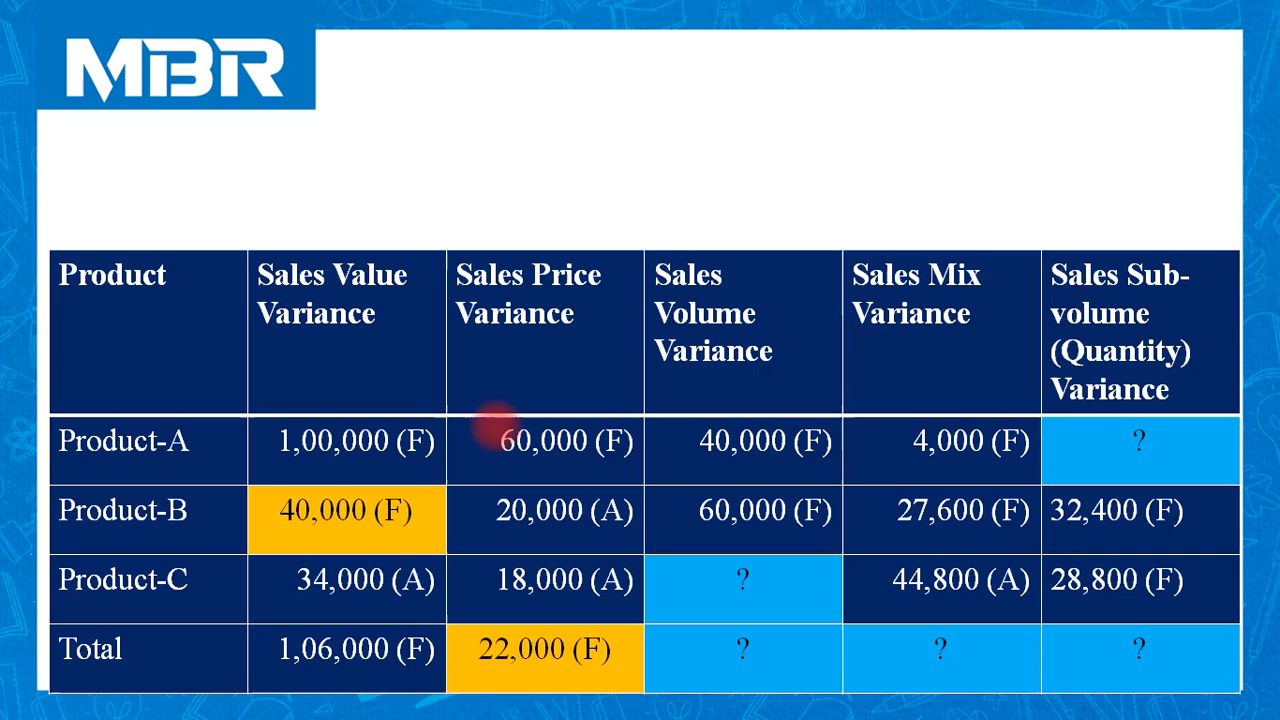 MBR
Product
Sales Value
Variance
Sales Price
Variance
Sales
Volume
Variance
Sales Mix
Variance
Sales Sub-
volume
(Quantity)
Variance
Product-A 1,00,000 (F) 60,000 (F) 40,000 (F) 4,000 (F) ?
Product-B 40,000 (F) 20,000 (A) 60,000 (F) 27,600 (F) 32,400 (F)
Product-C 34,000 (A) 18,000 (A) ? 44,800 (A) 28,800 (F)
Total 1,06,000 (F) 22,000 (F) ? ? ?